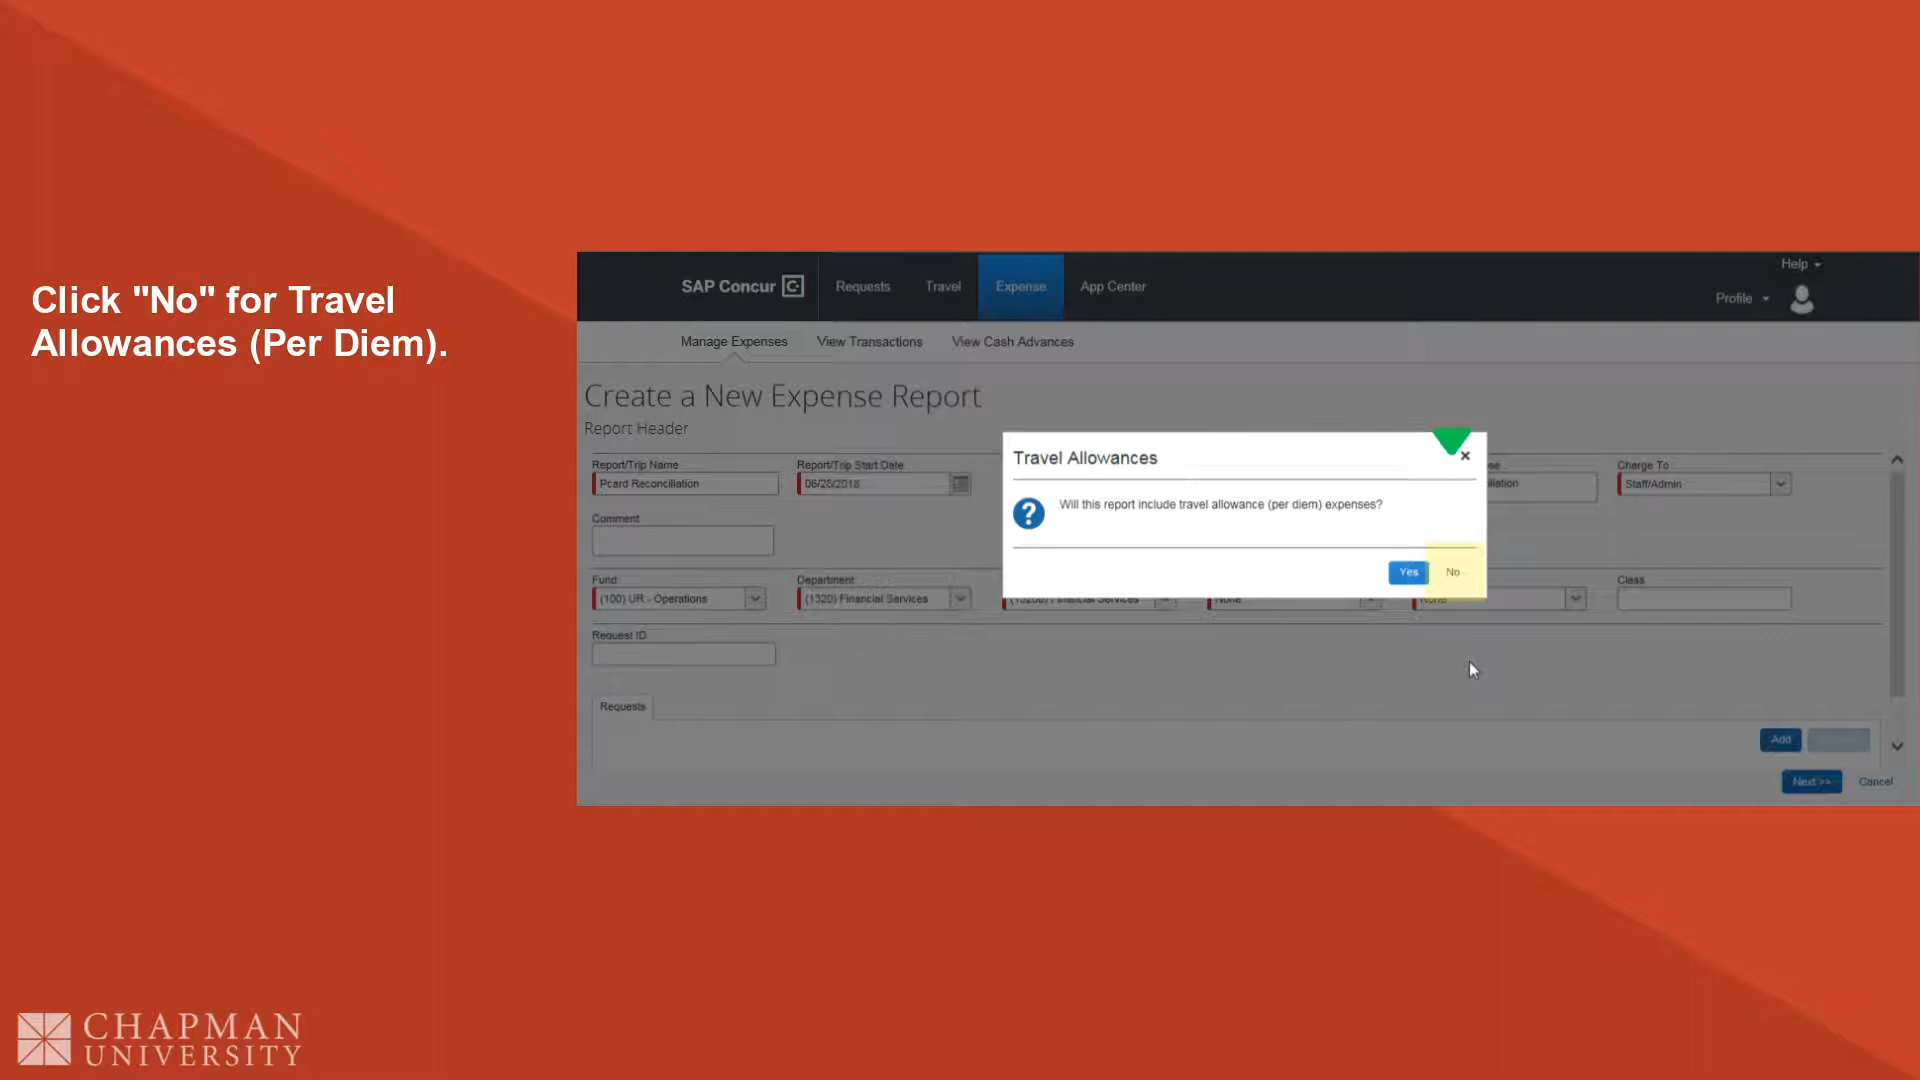 Click "No" for Travel
Allowances (Per Diem).
SAP Concur C
Requests
Travel
Expense
App Center
Help
Profile
Manage Expenses
View Transactions
View Cash Advances
Create a New Expense Report
Report Header
Report/Trip Name
Report/Trip Start Date
Charge To
Pcard Reconciliation
06/28/2018
Staff/Admin
Comment
Travel Allowances
×
?
Will this report include travel allowance (per diem) expenses?
Yes
No
Fund
Department
Class
(100) UR - Operations
(1320) Financial Services
Financial Services
None
None
Request ID
Requests
Add
Next >>
Cancel
CHAPMAN
UNIVERSITY